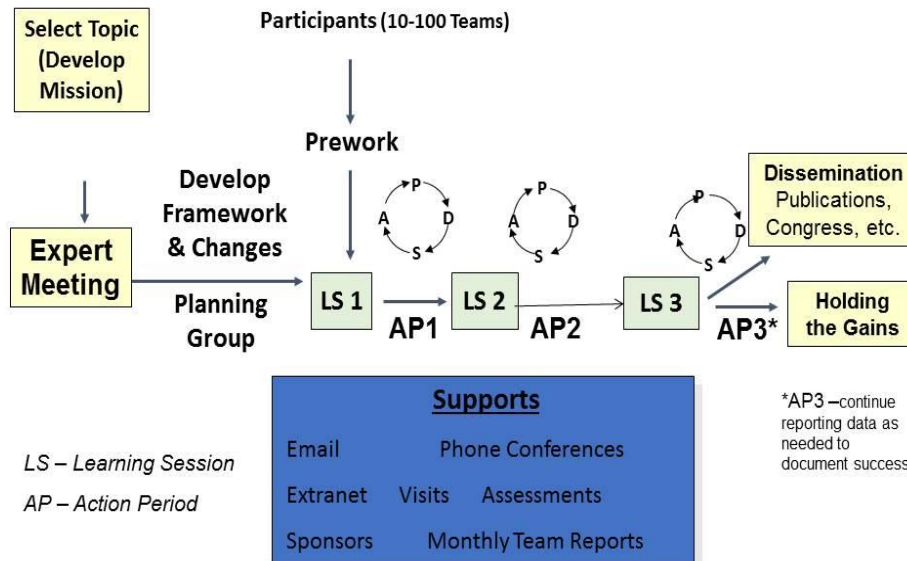 Select Topic
(Develop
Mission)
Participants (10-100 Teams)
Prework
Develop
Framework
& Changes
Expert
Meeting
Planning
Group
LS 1
P
D
S
A
AP1
LS 2
P
D
S
A
AP2
LS 3
P
D
S
A
AP3*
Dissemination
Publications,
Congress, etc.
Holding
the Gains
*AP3 –continue
reporting data as
needed to
document success
Supports
Email Phone Conferences
Extranet Visits Assessments
Sponsors Monthly Team Reports
LS – Learning Session
AP – Action Period